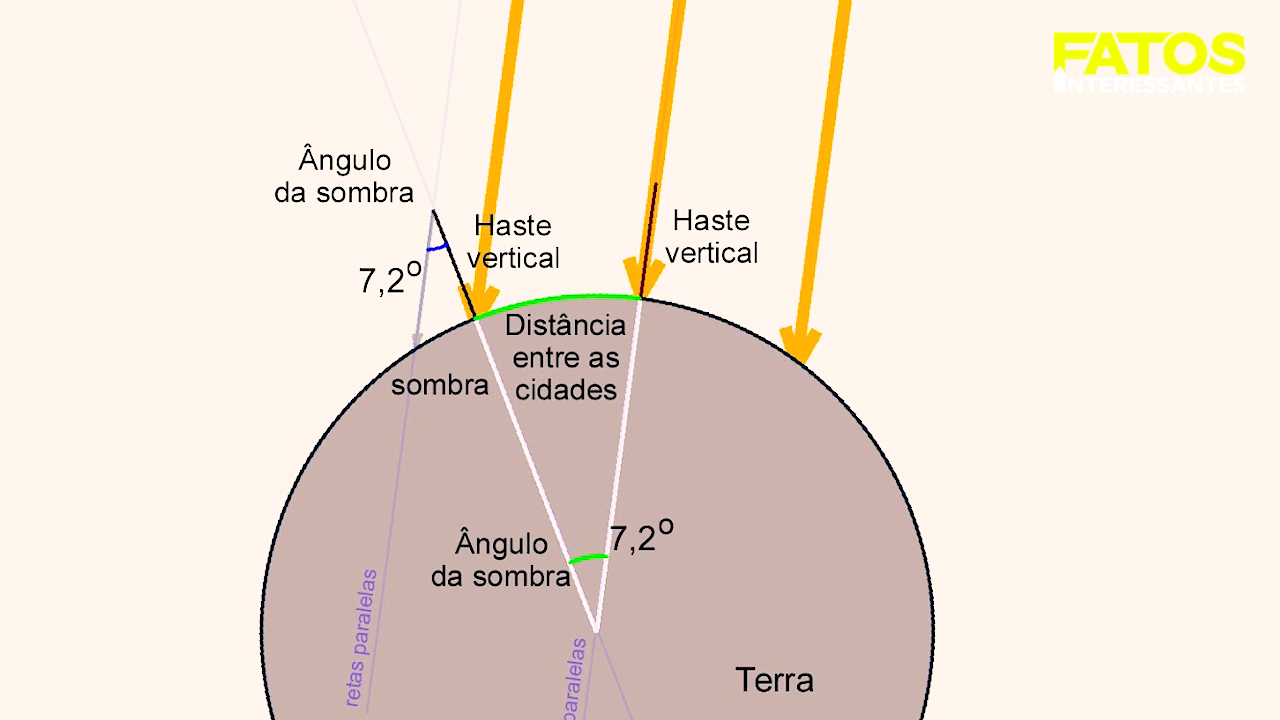 FATOS
INTERESSANTES
Ângulo
da sombra
Haste
vertical
Haste
vertical
7,2º
Distância
entre as
cidades
sombra
Ângulo
da sombra
7,2º
retas paralelas
paralelas
Terra